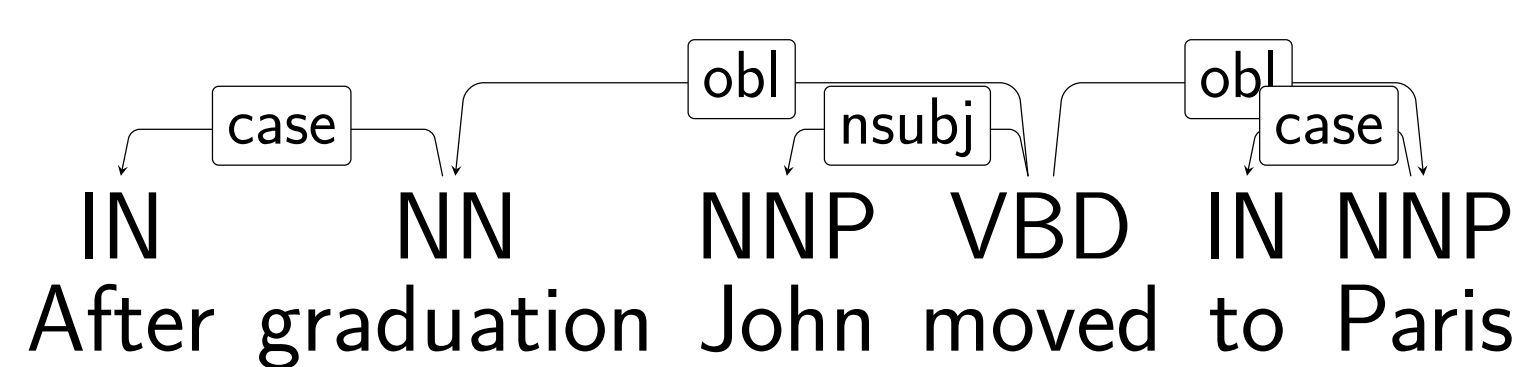 obl obl
case nsubj case
IN NN NNP VBD IN NNP
After graduation John moved to Paris